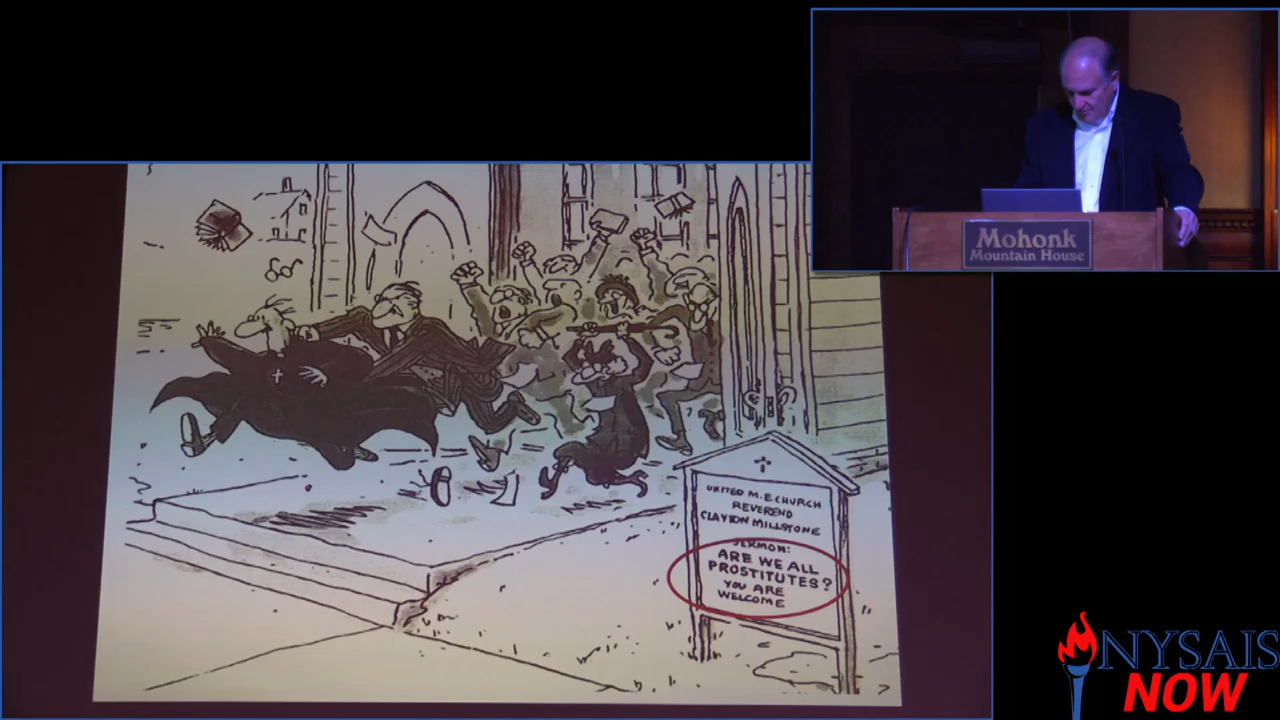 Mohonk
Mountain House
UNITED M.E CHURCH
REVEREND
CLAYTON MILLSTONE
SERMON:
ARE WE ALL
PROSTITUTES?
YOU ARE
WELCOME
NYSAIS
NOW